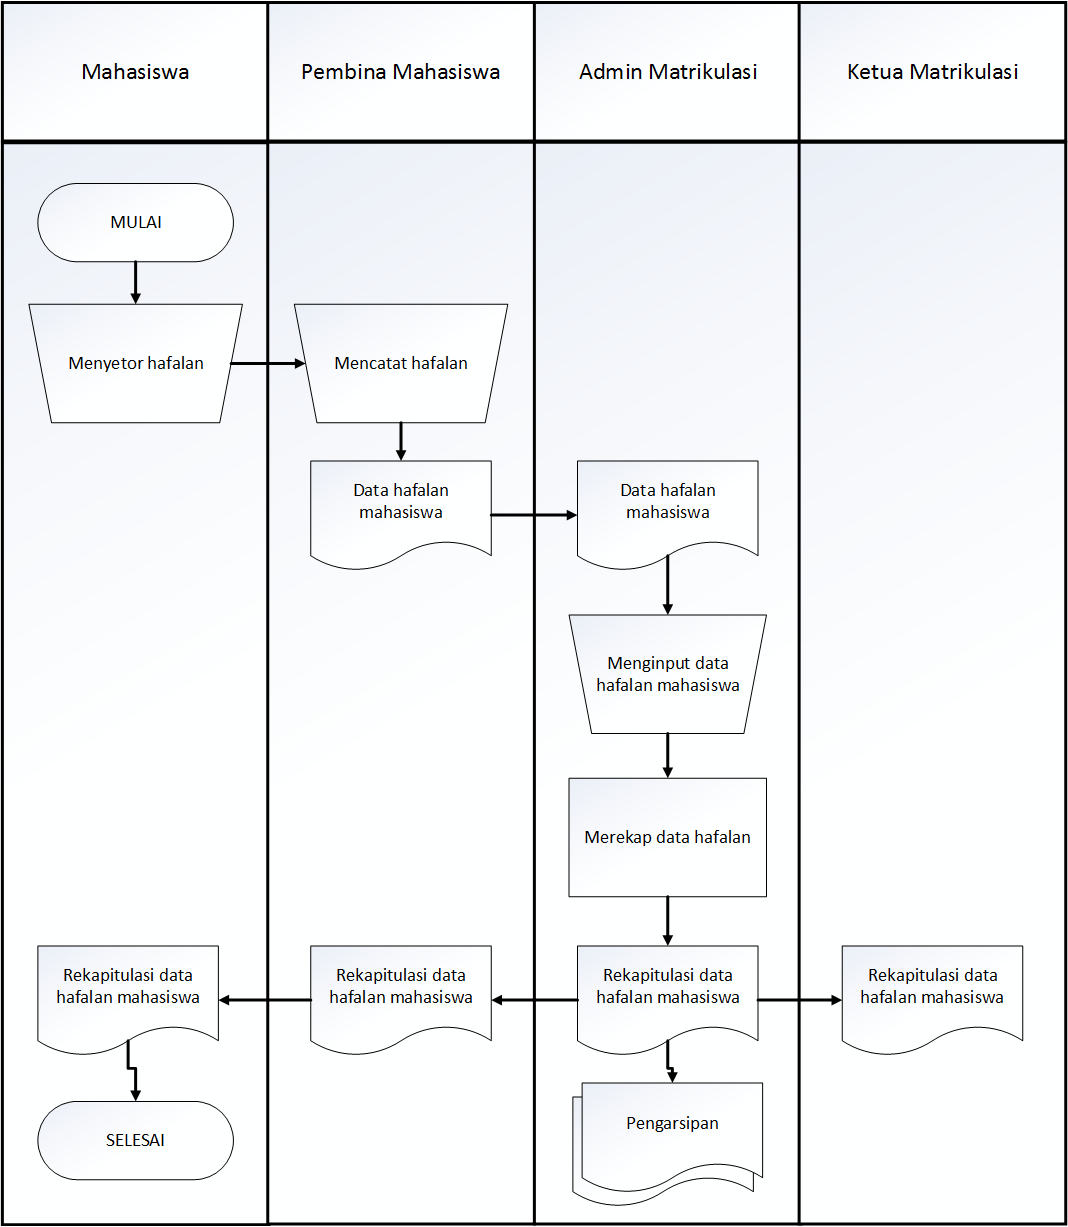 Mahasiswa
Pembina Mahasiswa
Admin Matrikulasi
Ketua Matrikulasi
MULAI
Menyetor hafalan
Mencatat hafalan
Data hafalan
mahasiswa
Data hafalan
mahasiswa
Menginput data
hafalan mahasiswa
Merekap data hafalan
Rekapitulasi data
hafalan mahasiswa
Rekapitulasi data
hafalan mahasiswa
Rekapitulasi data
hafalan mahasiswa
Rekapitulasi data
hafalan mahasiswa
SELESAI
Pengarsipan